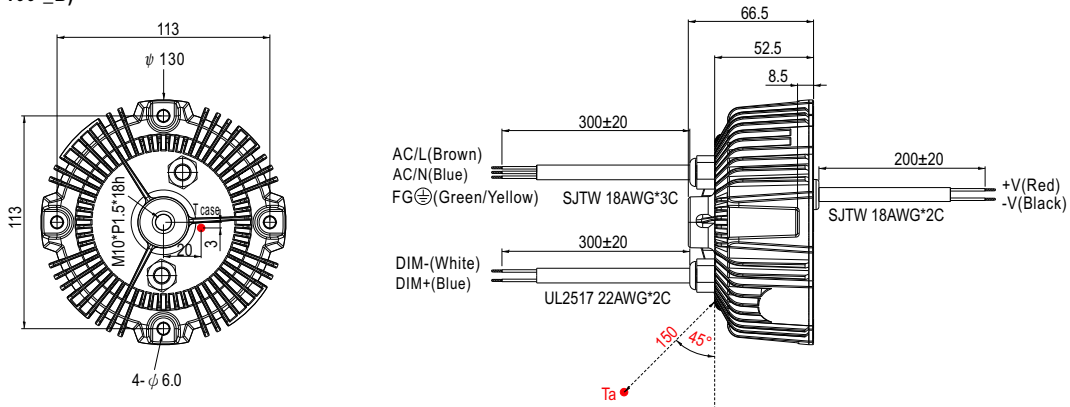 113
ψ 130
113
M10*P1.5*18h
T case
3
20
4- φ 6.0
66.5
52.5
8.5
300±20
AC/L(Brown)
AC/N(Blue)
FG⏚(Green/Yellow)
SJTW 18AWG*3C
200±20
+V(Red)
-V(Black)
SJTW 18AWG*2C
300±20
DIM-(White)
DIM+(Blue)
UL2517 22AWG*2C
150
45°
Ta